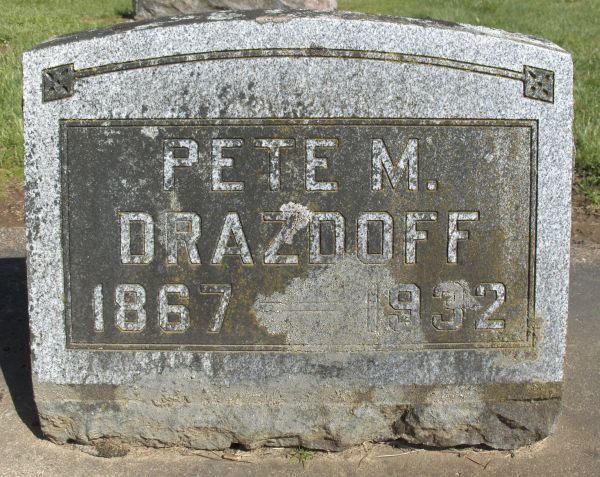 PETE M.
DRAZDOFF
1867 — 1932